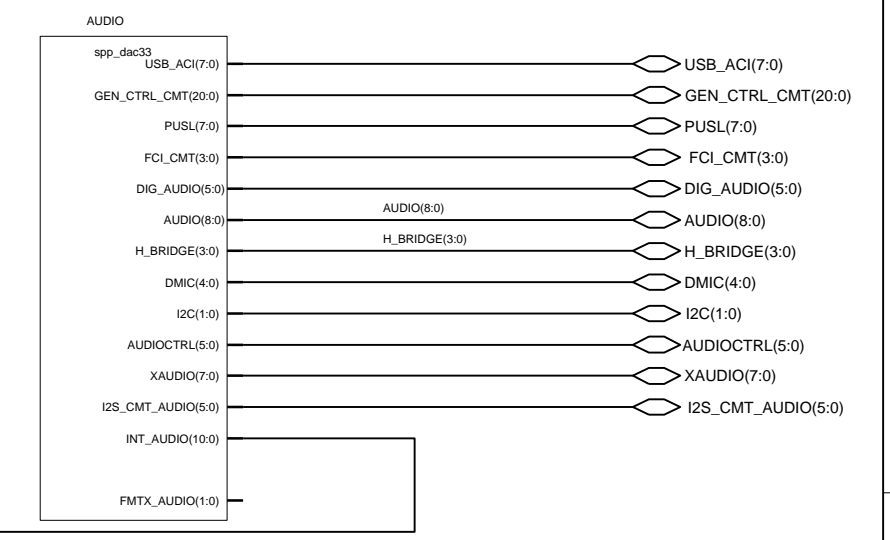 AUDIO
spp_dac33
USB_ACI(7:0) USB_ACI(7:0)
GEN_CTRL_CMT(20:0) GEN_CTRL_CMT(20:0)
PUSL(7:0) PUSL(7:0)
FCI_CMT(3:0) FCI_CMT(3:0)
DIG_AUDIO(5:0) DIG_AUDIO(5:0)
AUDIO(8:0) AUDIO(8:0) AUDIO(8:0)
H_BRIDGE(3:0) H_BRIDGE(3:0) H_BRIDGE(3:0)
DMIC(4:0) DMIC(4:0)
I2C(1:0) I2C(1:0)
AUDIOCTRL(5:0) AUDIOCTRL(5:0)
XAUDIO(7:0) XAUDIO(7:0)
I2S_CMT_AUDIO(5:0) I2S_CMT_AUDIO(5:0)
INT_AUDIO(10:0)
FMTX_AUDIO(1:0)